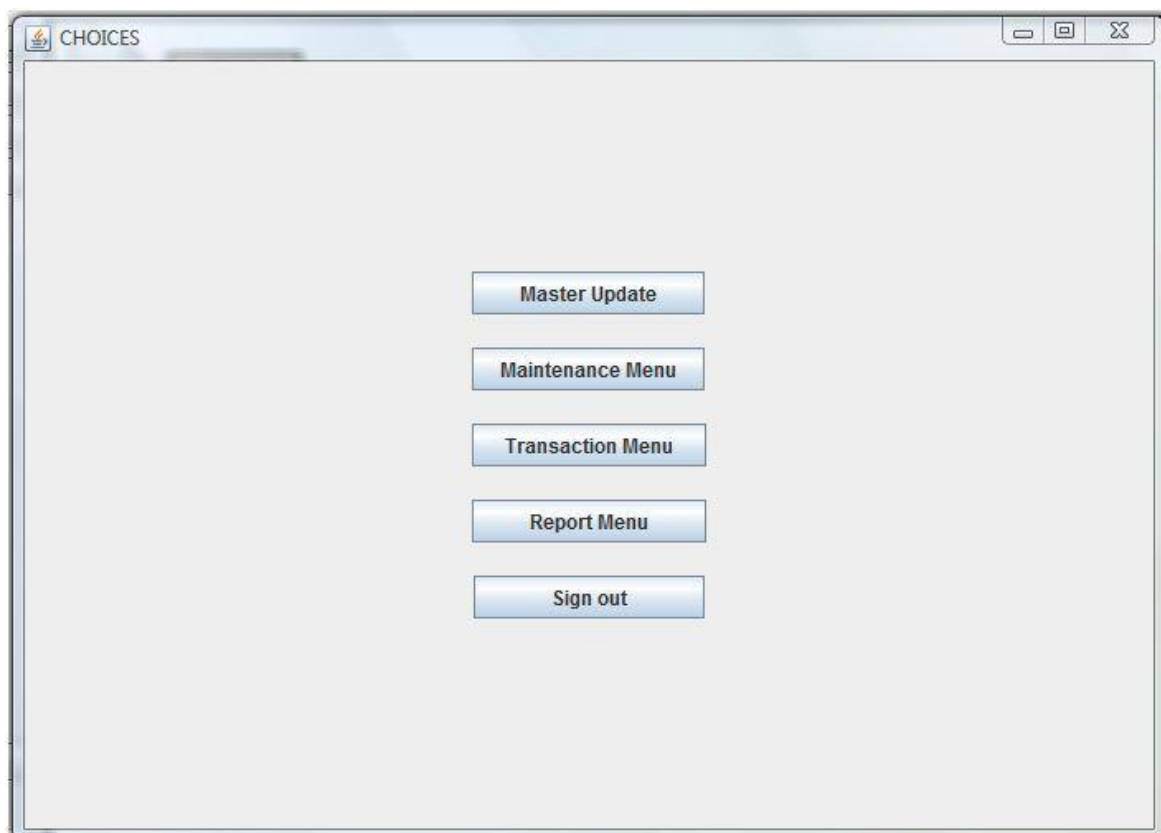 CHOICES
Master Update
Maintenance Menu
Transaction Menu
Report Menu
Sign out